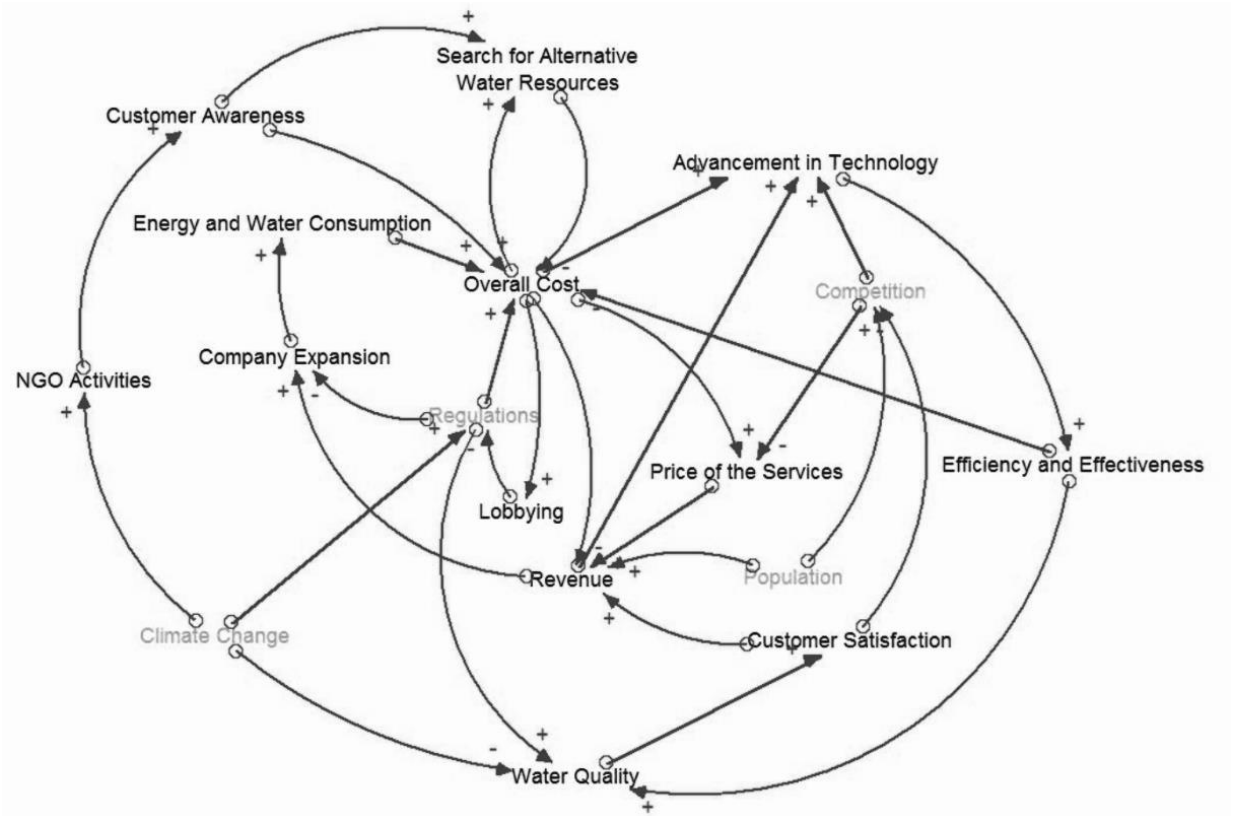 Search for Alternative
Water Resources
Customer Awareness
Advancement in Technology
Energy and Water Consumption
Overall Cost
Competition
Company Expansion
NGO Activities
Regulations
Price of the Services
Efficiency and Effectiveness
Lobbying
Revenue
Population
Climate Change
Customer Satisfaction
Water Quality